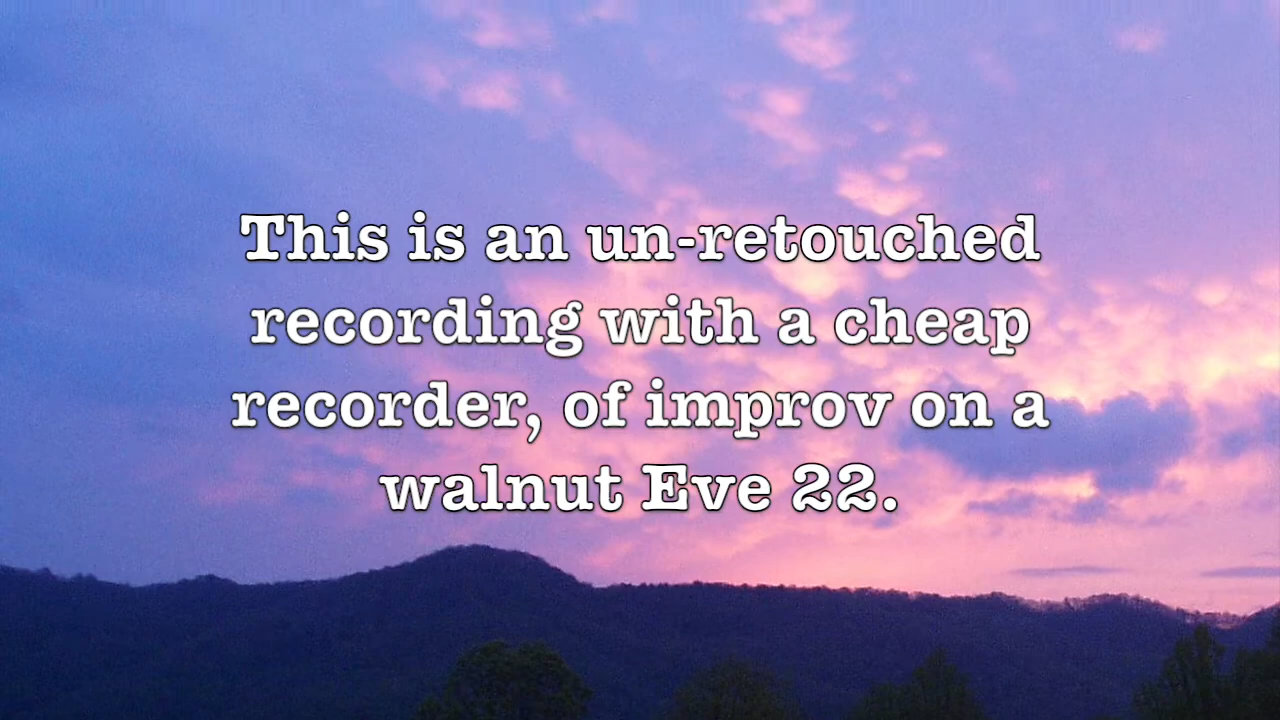 This is an un-retouched
recording with a cheap
recorder, of improv on a
walnut Eve 22.